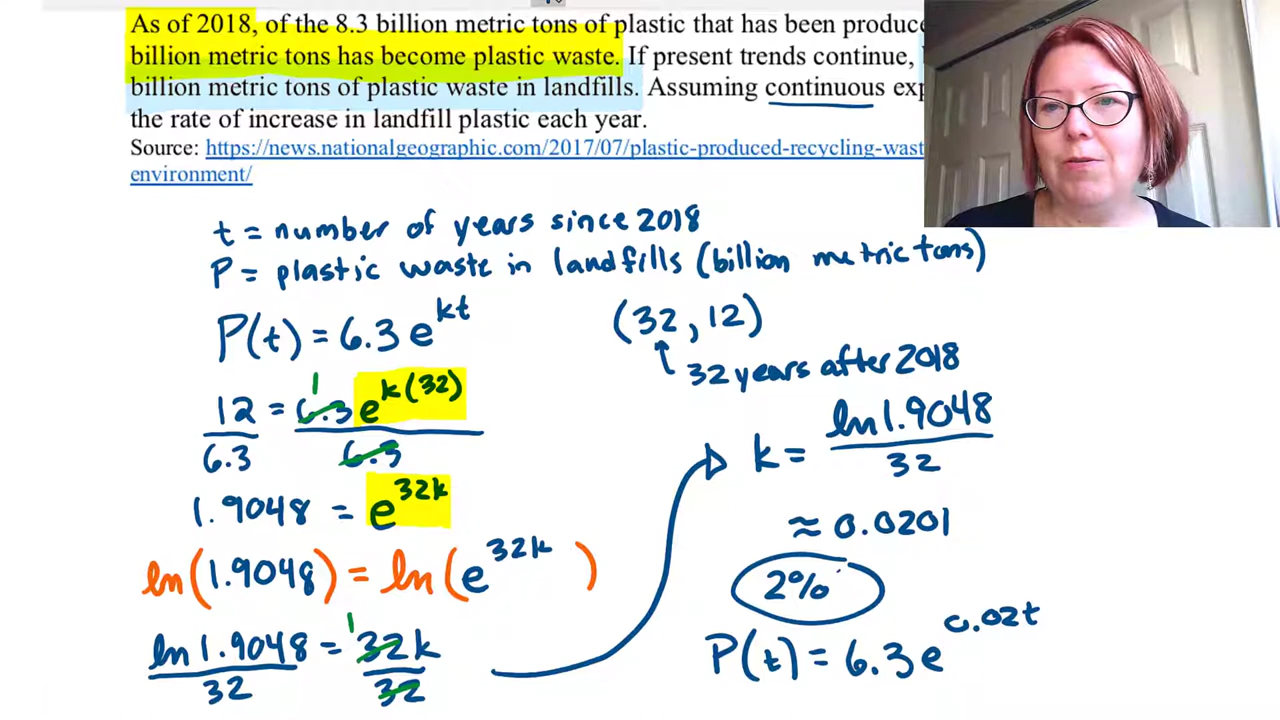 As of 2018, of the 8.3 billion metric tons of plastic that has been produce
billion metric tons has become plastic waste. If present trends continue,
billion metric tons of plastic waste in landfills. Assuming continuous exp
the rate of increase in landfill plastic each year.
Source: https://news.nationalgeographic.com/2017/07/plastic-produced-recycling-wast
environment/
t = number of years since 2018
P = plastic waste in landfills (billion metric tons)
P(t) = 6.3 e^kt
(32, 12)
32 years after 2018
1
12 = 6.3 e^k(32)
6.3 6.3
1.9048 = e^32k
ln(1.9048) = ln(e^32k )
1
ln 1.9048 = 32k
32 32
k = ln 1.9048
32
≈ 0.0201
2%
P(t) = 6.3 e^0.02t